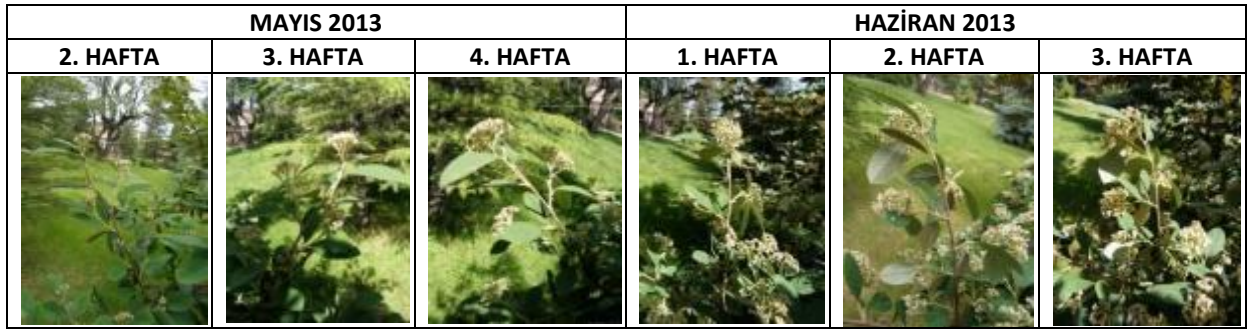 MAYIS 2013 HAZİRAN 2013
2. HAFTA 3. HAFTA 4. HAFTA 1. HAFTA 2. HAFTA 3. HAFTA